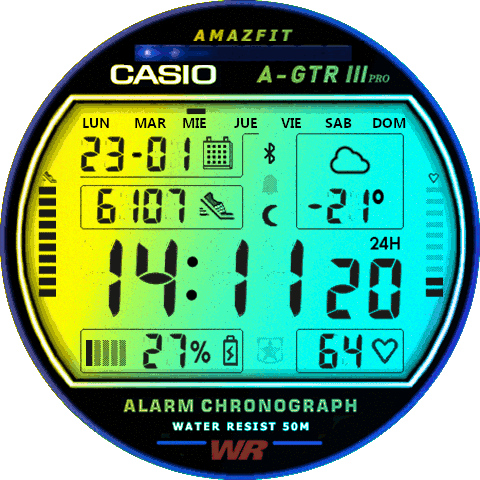 AMAZFIT
CASIO A-GTR III PRO
LUN MAR MIE JUE VIE SAB DOM
23-01
6107 -21°
24H
14:11 20
27% 64
ALARM CHRONOGRAPH
WATER RESIST 50M
WR